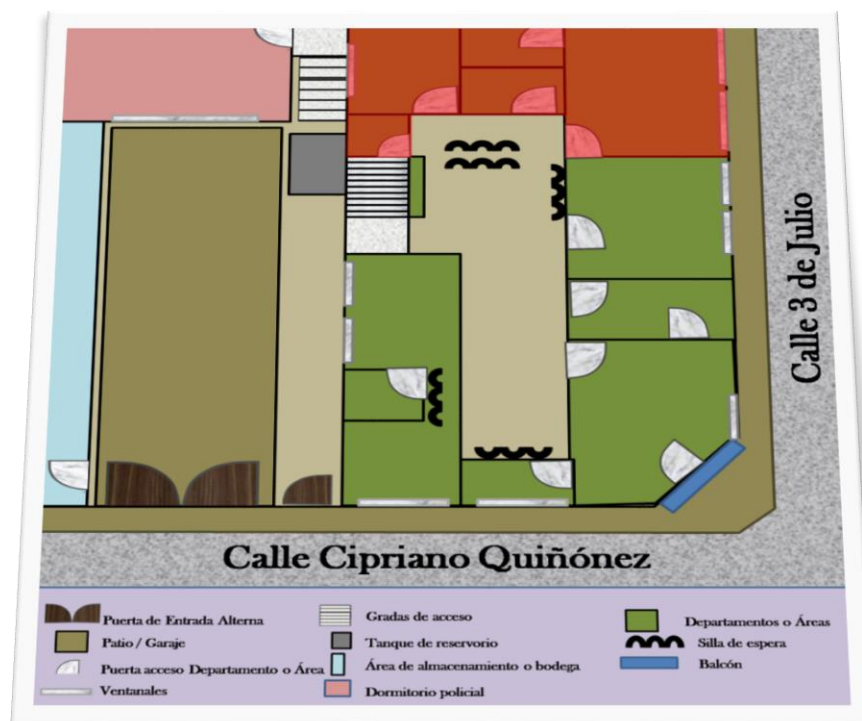 Calle 3 de Julio
Calle Cipriano Quiñónez
Puerta de Entrada Alterna
Gradas de acceso
Departamentos o Áreas
Patio / Garaje
Tanque de reservorio
Silla de espera
Puerta acceso Departamento o Área
Área de almacenamiento o bodega
Balcón
Ventanales
Dormitorio policial